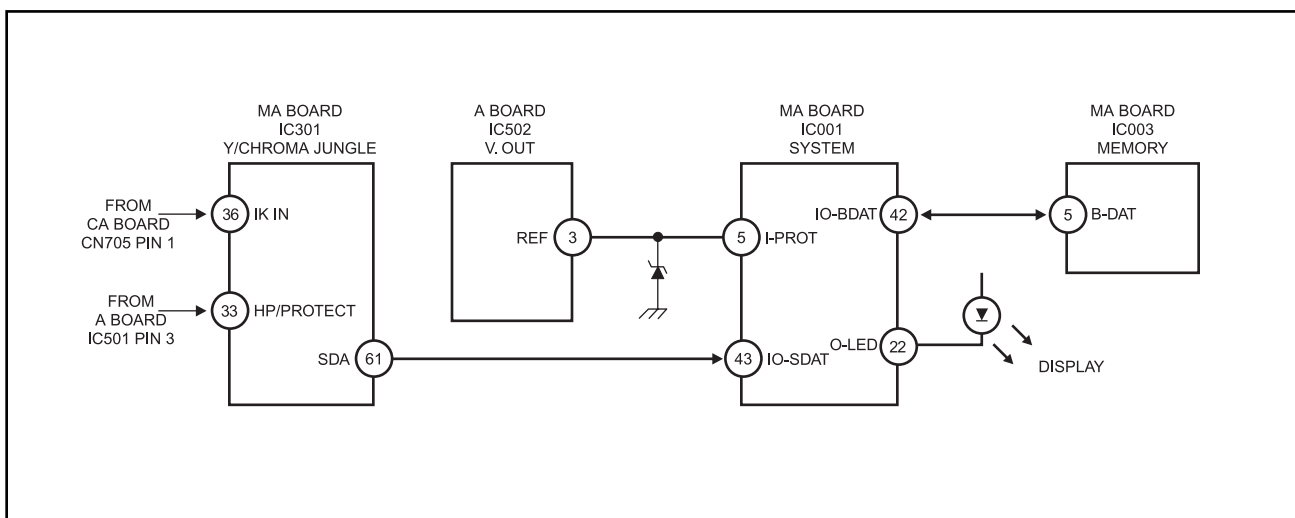 MA BOARD
IC301
Y/CHROMA JUNGLE
A BOARD
IC502
V. OUT
MA BOARD
IC001
SYSTEM
MA BOARD
IC003
MEMORY
FROM
CA BOARD
CN705 PIN 1
36 IK IN
REF 3
5 I-PROT
IO-BDAT 42
5 B-DAT
FROM
A BOARD
IC501 PIN 3
33 HP/PROTECT
SDA 61
43 IO-SDAT
O-LED 22
DISPLAY